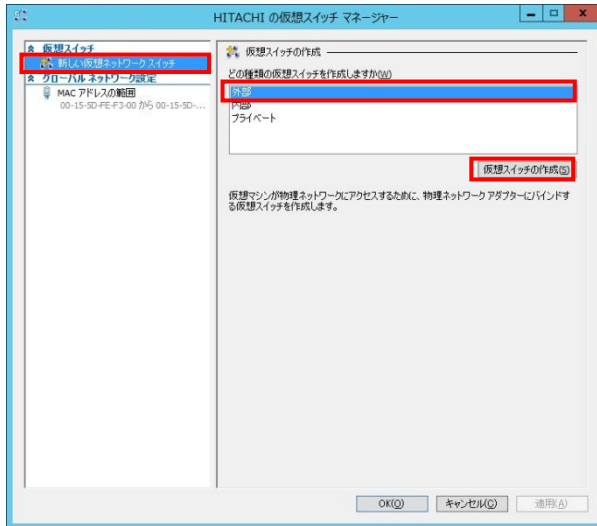 HITACHI の仮想スイッチ マネージャー
仮想スイッチ
新しい仮想ネットワーク スイッチ
グローバル ネットワーク設定
MAC アドレスの範囲
00-15-5D-FE-F3-00 から 00-15-5D-...
仮想スイッチの作成
どの種類の仮想スイッチを作成しますか(W)
外部
内部
プライベート
仮想スイッチの作成(S)
仮想マシンが物理ネットワークにアクセスするために、物理ネットワーク アダプターにバインドす
る仮想スイッチを作成します。
OK(O)
キャンセル(C)
適用(A)